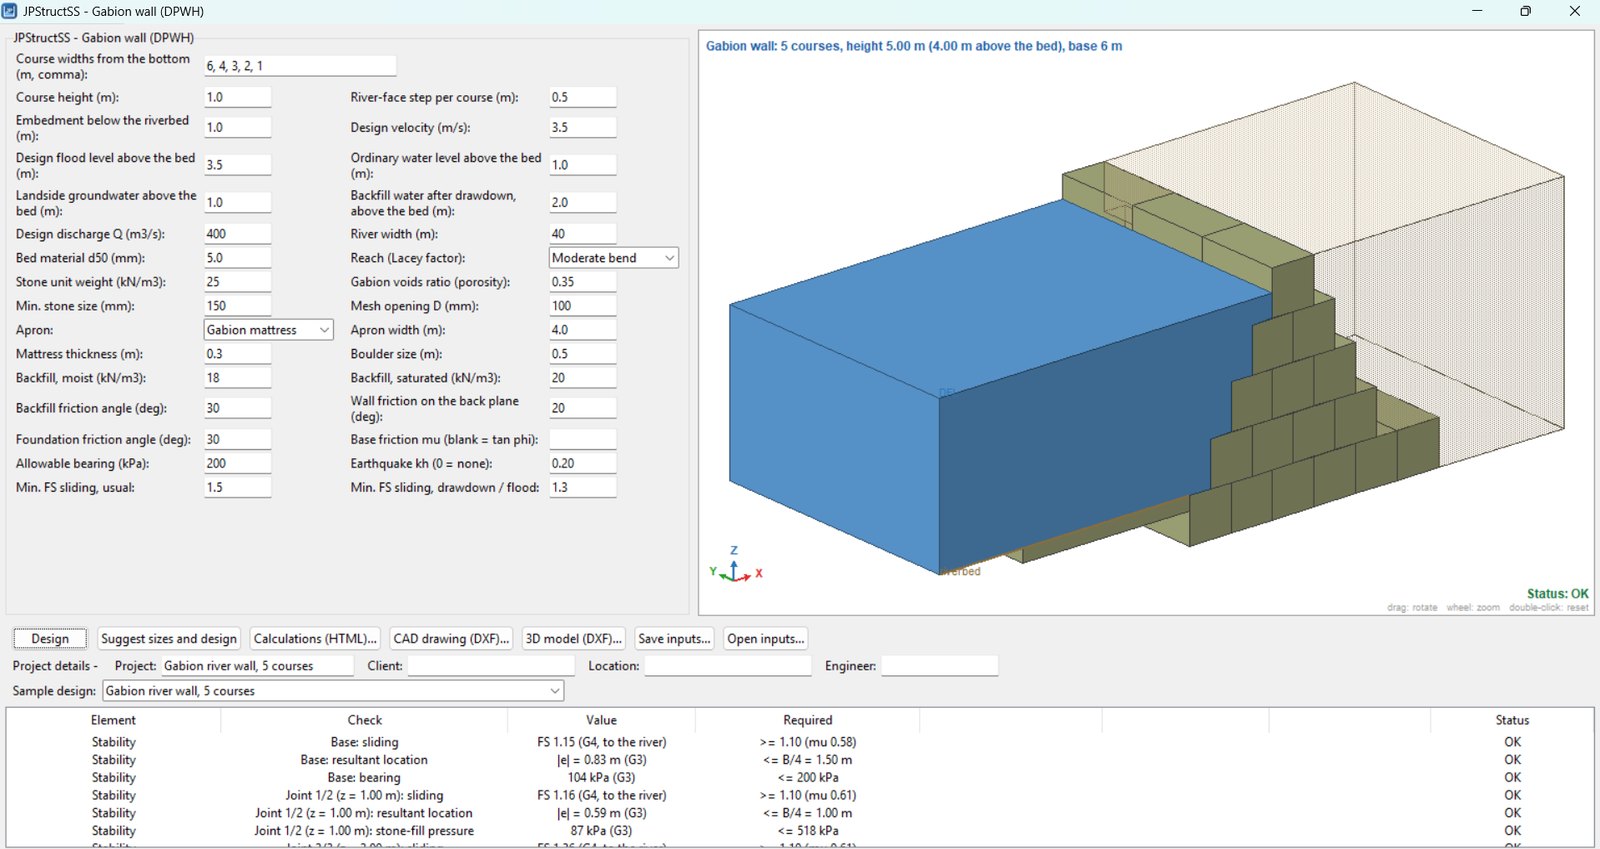 JPStructSS - Gabion wall (DPWH)
JPStructSS - Gabion wall (DPWH)
Course widths from the bottom (m, comma): 6, 4, 3, 2, 1
Course height (m): 1.0 River-face step per course (m): 0.5
Embedment below the riverbed (m): 1.0 Design velocity (m/s): 3.5
Design flood level above the bed (m): 3.5 Ordinary water level above the bed (m): 1.0
Landside groundwater above the bed (m): 1.0 Backfill water after drawdown, above the bed (m): 2.0
Design discharge Q (m3/s): 400 River width (m): 40
Bed material d50 (mm): 5.0 Reach (Lacey factor): Moderate bend
Stone unit weight (kN/m3): 25 Gabion voids ratio (porosity): 0.35
Min. stone size (mm): 150 Mesh opening D (mm): 100
Apron: Gabion mattress Apron width (m): 4.0
Mattress thickness (m): 0.3 Boulder size (m): 0.5
Backfill, moist (kN/m3): 18 Backfill, saturated (kN/m3): 20
Backfill friction angle (deg): 30 Wall friction on the back plane (deg): 20
Foundation friction angle (deg): 30 Base friction mu (blank = tan phi):
Allowable bearing (kPa): 200 Earthquake kh (0 = none): 0.20
Min. FS sliding, usual: 1.5 Min. FS sliding, drawdown / flood: 1.3
Gabion wall: 5 courses, height 5.00 m (4.00 m above the bed), base 6 m
Z
Y X
Status: OK
drag: rotate wheel: zoom double-click: reset
Design Suggest sizes and design Calculations (HTML)... CAD drawing (DXF)... 3D model (DXF)... Save inputs... Open inputs...
Project details - Project: Gabion river wall, 5 courses Client: Location: Engineer:
Sample design: Gabion river wall, 5 courses
Element Check Value Required Status
Stability Base: sliding FS 1.15 (G4, to the river) >= 1.10 (mu 0.58) OK
Stability Base: resultant location |e| = 0.83 m (G3) <= B/4 = 1.50 m OK
Stability Base: bearing 104 kPa (G3) <= 200 kPa OK
Stability Joint 1/2 (z = 1.00 m): sliding FS 1.16 (G4, to the river) >= 1.10 (mu 0.61) OK
Stability Joint 1/2 (z = 1.00 m): resultant location |e| = 0.59 m (G3) <= B/4 = 1.00 m OK
Stability Joint 1/2 (z = 1.00 m): stone-fill pressure 87 kPa (G3) <= 518 kPa OK